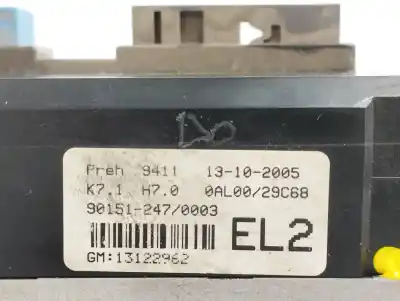 Preh 9411 13-10-2005
K7.1 H7.0 0AL00/29C68
90151-247/0003
EL2
GM:13122962